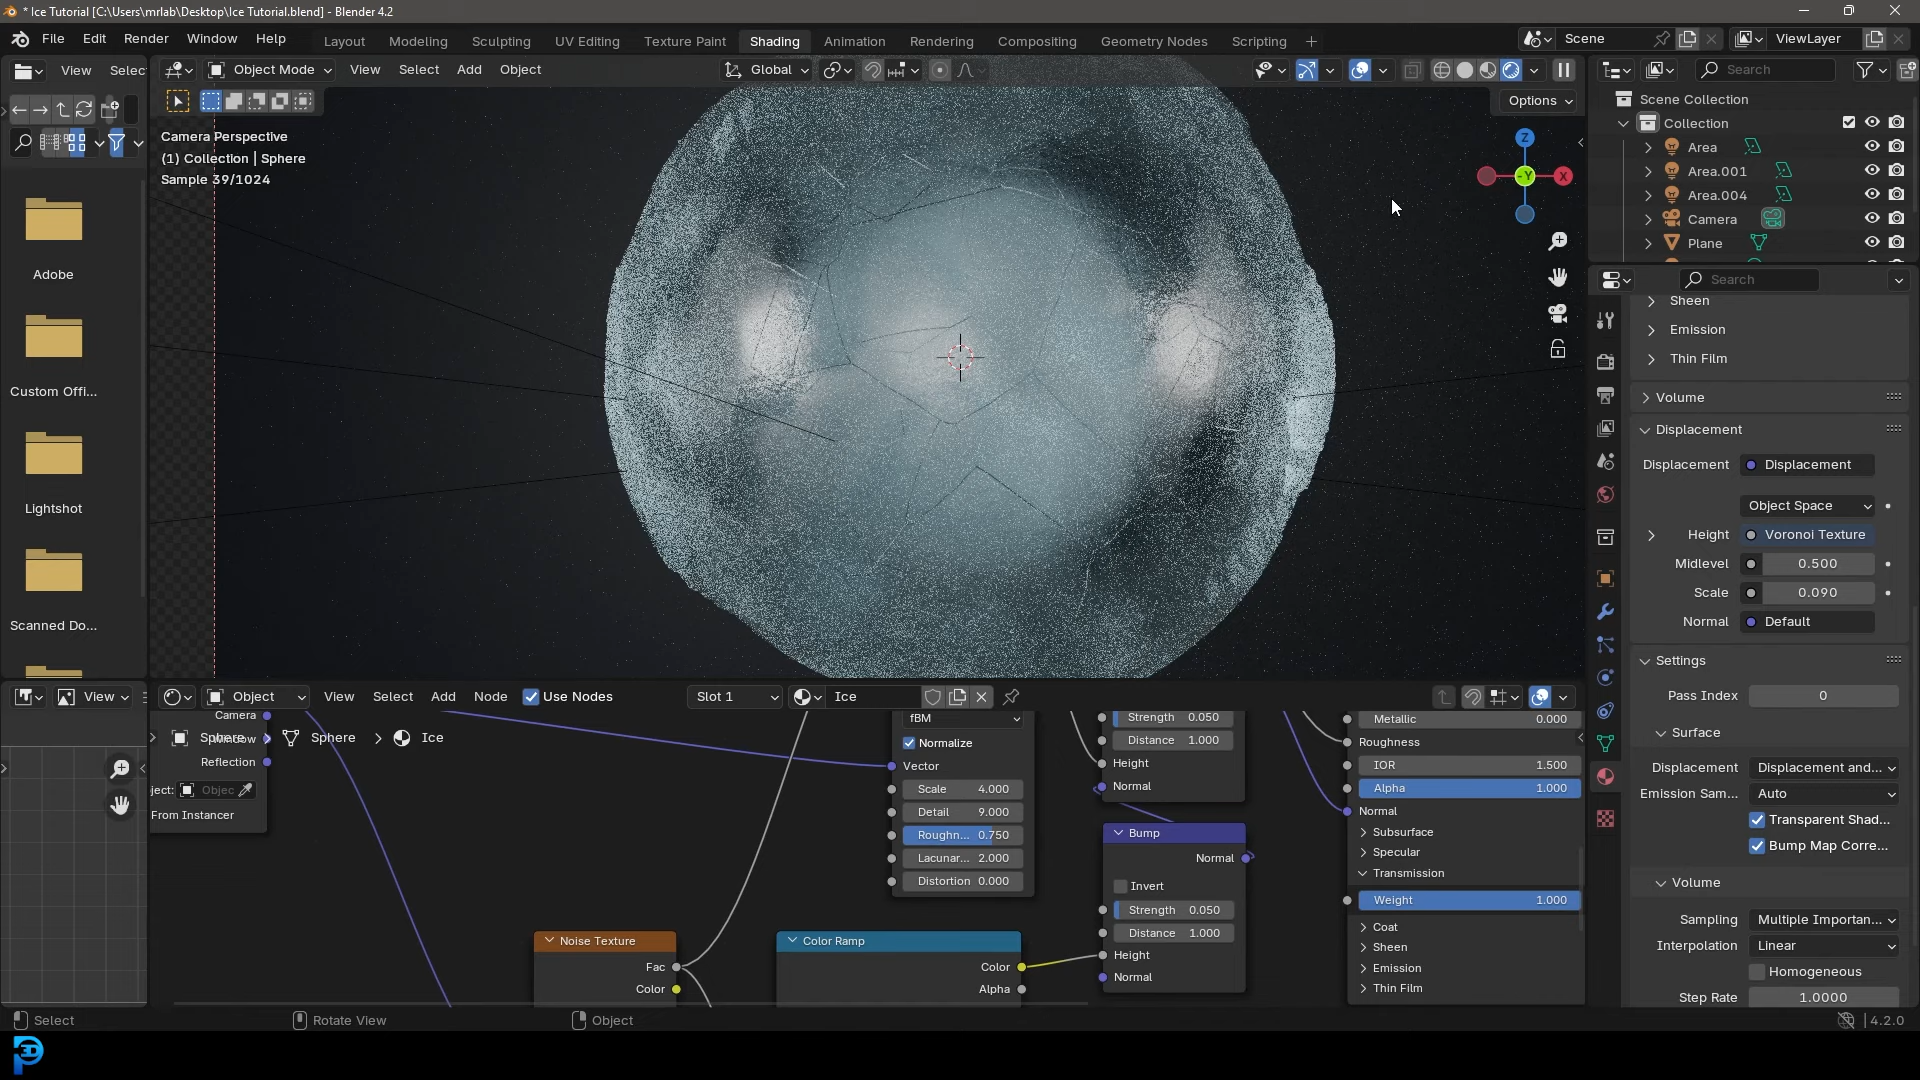 * Ice Tutorial [C:\Users\mrlab\Desktop\Ice Tutorial.blend] - Blender 4.2
File Edit Render Window Help
Layout Modeling Sculpting UV Editing Texture Paint Shading Animation Rendering Compositing Geometry Nodes Scripting +
Scene
ViewLayer
View Selec
Object Mode View Select Add Object
Global
Search
Options
Camera Perspective
(1) Collection | Sphere
Sample 39/1024
Z
-Y
X
Adobe
Custom Offi...
Lightshot
Scanned Do...
Scene Collection
Collection
Area
Area.001
Area.004
Camera
Plane
Search
Sheen
Emission
Thin Film
Volume
Displacement
Displacement Displacement
Object Space
Height Voronoi Texture
Midlevel 0.500
Scale 0.090
Normal Default
Settings
Pass Index 0
Surface
Displacement Displacement and...
Emission Sam... Auto
Transparent Shad...
Bump Map Corre...
Volume
Sampling Multiple Importan...
Interpolation Linear
Homogeneous
Step Rate 1.0000
View
Object View Select Add Node Use Nodes Slot 1 Ice
Camera
Window
Reflection
ject: Objec
From Instancer
Sphere > Sphere > Ice
fBM
Normalize
Vector
Scale 4.000
Detail 9.000
Roughn... 0.750
Lacunar... 2.000
Distortion 0.000
Noise Texture
Fac
Color
Color Ramp
Color
Alpha
Strength 0.050
Distance 1.000
Height
Normal
Bump
Normal
Invert
Strength 0.050
Distance 1.000
Height
Normal
Metallic 0.000
Roughness
IOR 1.500
Alpha 1.000
Normal
Subsurface
Specular
Transmission
Weight 1.000
Coat
Sheen
Emission
Thin Film
Select Rotate View Object 4.2.0